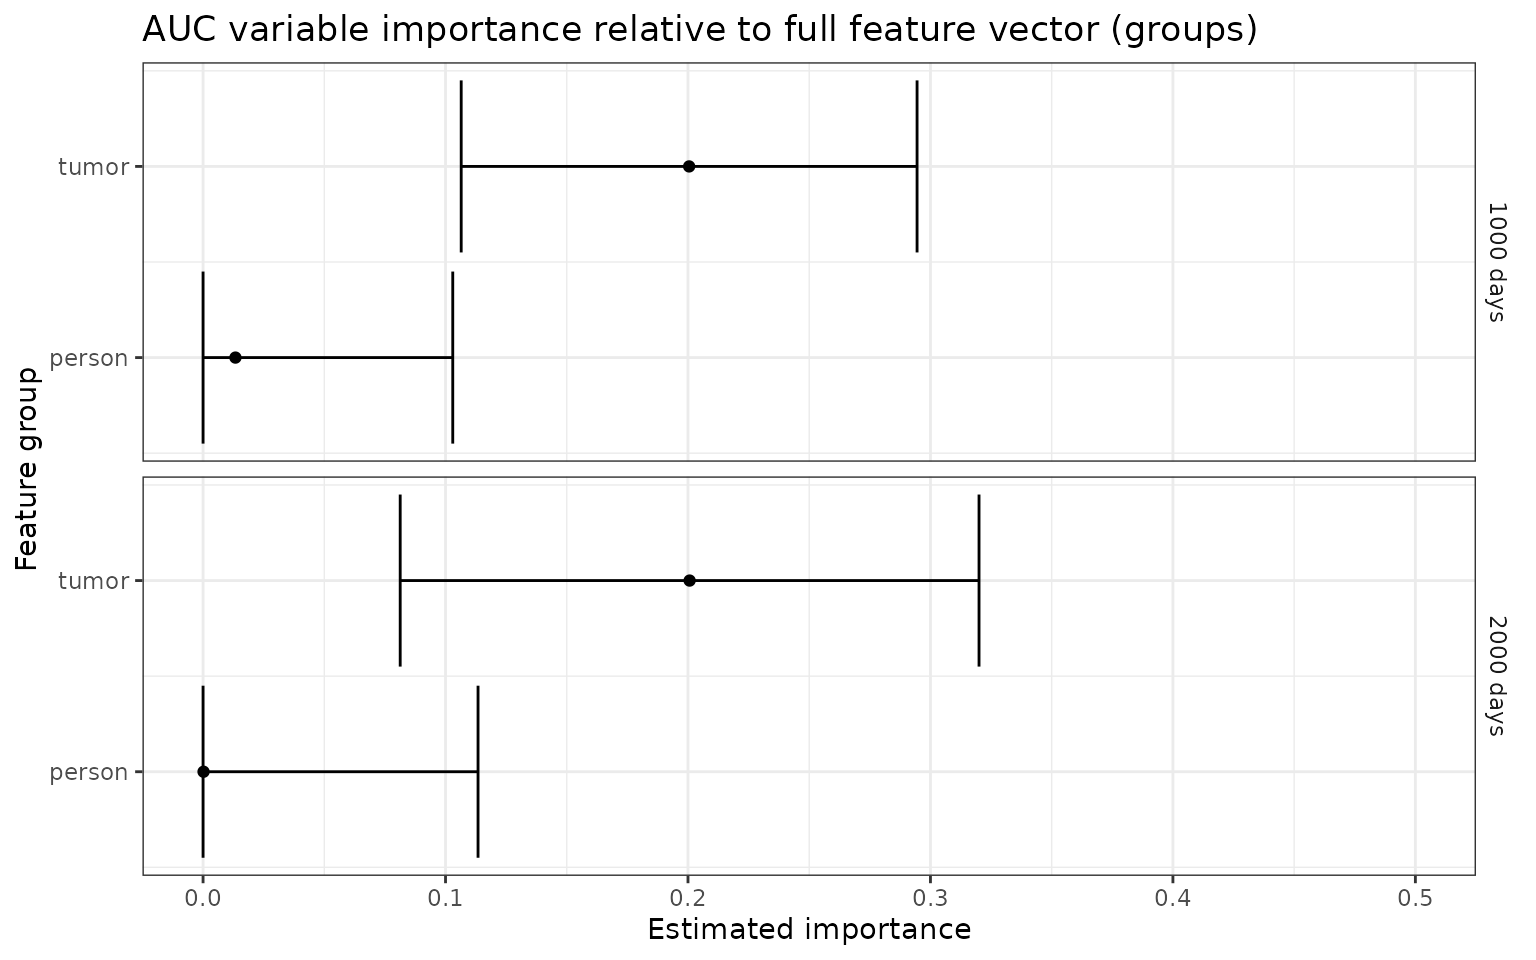 AUC variable importance relative to full feature vector (groups)
Feature group
tumor
person
1000 days
tumor
person
2000 days
0.0 0.1 0.2 0.3 0.4 0.5
Estimated importance